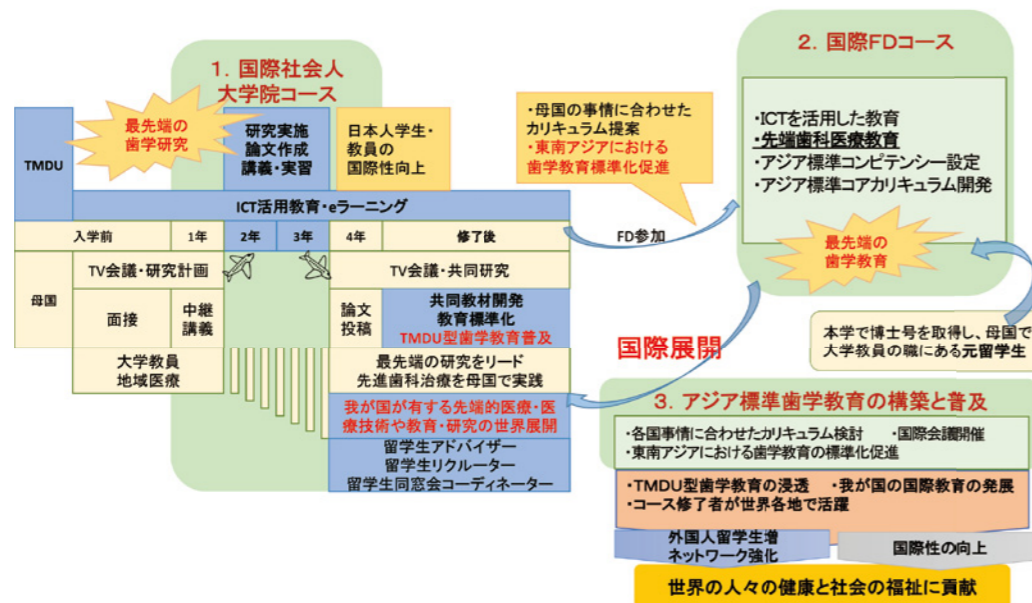 1. 国際社会人
大学院コース
最先端の
歯学研究
TMDU
研究実施
論文作成
講義・実習
日本人学生・
教員の
国際性向上
ICT活用教育・eラーニング
入学前
1年
2年
3年
4年
修了後
母国
TV会議・研究計画
TV会議・共同研究
面接
中継
講義
論文
投稿
共同教材開発
教育標準化
TMDU型歯学教育普及
大学教員
地域医療
最先端の研究をリード
先進歯科治療を母国で実践
我が国が有する先端的医療・医
療技術や教育・研究の世界展開
留学生アドバイザー
留学生リクルーター
留学生同窓会コーディネーター
・母国の事情に合わせた
カリキュラム提案
・東南アジアにおける
歯学教育標準化促進
FD参加
2. 国際FDコース
・ICTを活用した教育
・先端歯科医療教育
・アジア標準コンピテンシー設定
・アジア標準コアカリキュラム開発
最先端の
歯学教育
本学で博士号を取得し、母国で
大学教員の職にある元留学生
国際展開
3. アジア標準歯学教育の構築と普及
・各国事情に合わせたカリキュラム検討 ・国際会議開催
・東南アジアにおける歯学教育の標準化促進
・TMDU型歯学教育の浸透 ・我が国の国際教育の発展
・コース修了者が世界各地で活躍
外国人留学生増
ネットワーク強化
国際性の向上
世界の人々の健康と社会の福祉に貢献